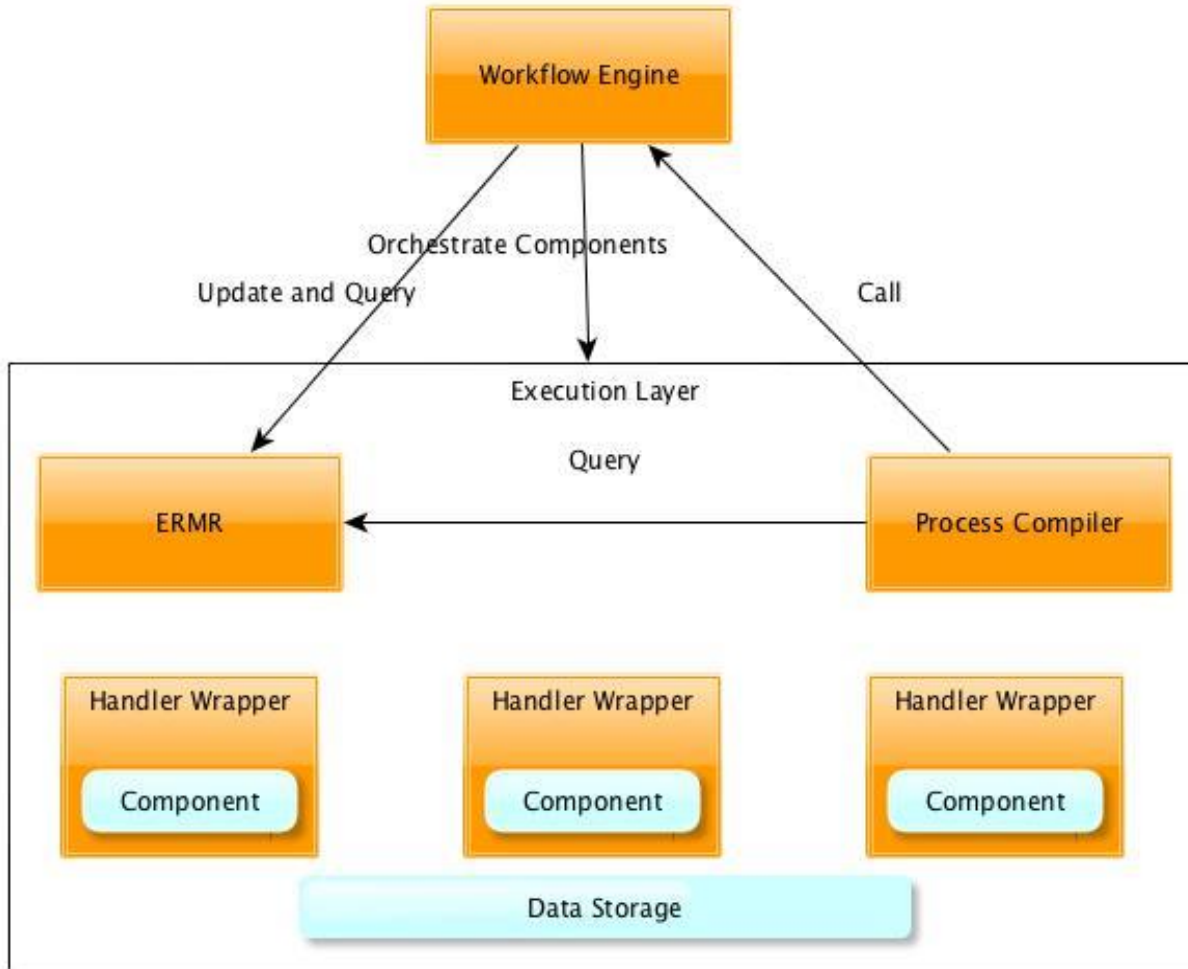 Workflow Engine
Orchestrate Components
Update and Query
Call
Execution Layer
Query
ERMR
Process Compiler
Handler Wrapper
Handler Wrapper
Handler Wrapper
Component
Component
Component
Data Storage